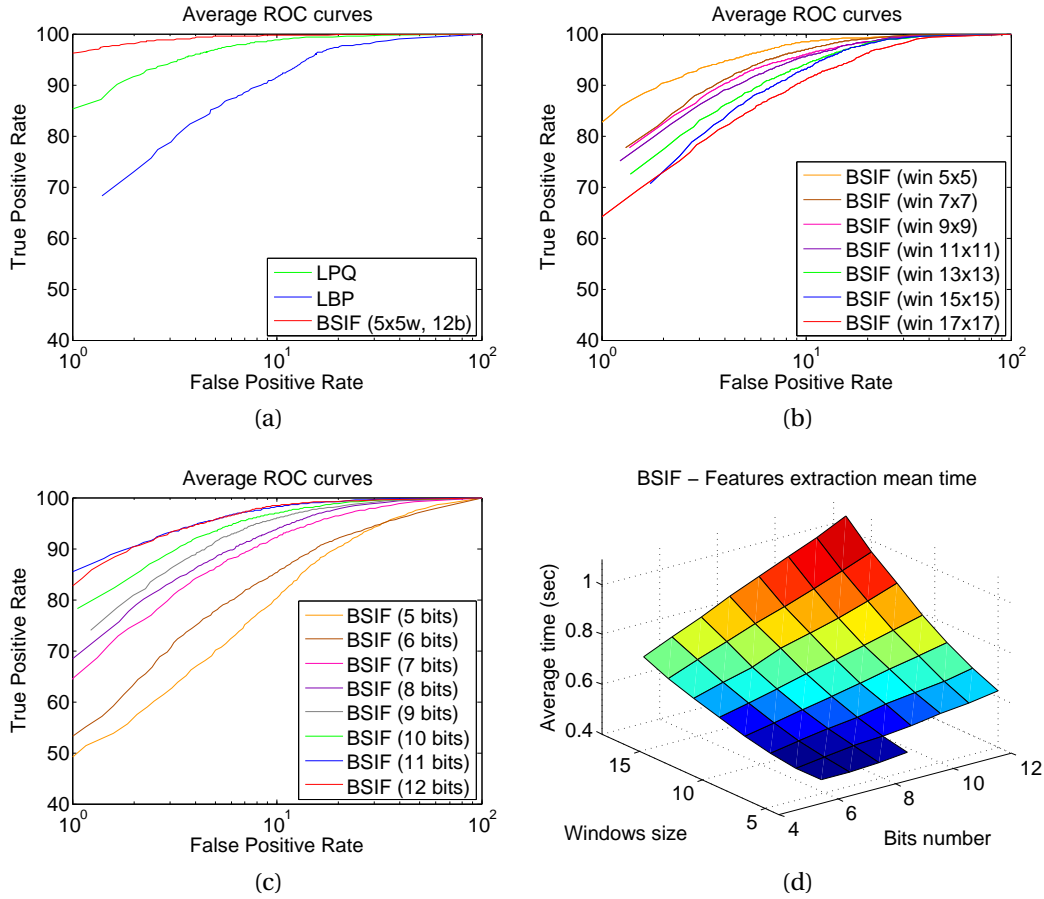 Average ROC curves
100
90
80
70
60
50
40
True Positive Rate
10^0
10^1
10^2
False Positive Rate
LPQ
LBP
BSIF (5x5w, 12b)
(a)
Average ROC curves
100
90
80
70
60
50
40
True Positive Rate
10^0
10^1
10^2
False Positive Rate
BSIF (win 5x5)
BSIF (win 7x7)
BSIF (win 9x9)
BSIF (win 11x11)
BSIF (win 13x13)
BSIF (win 15x15)
BSIF (win 17x17)
(b)
Average ROC curves
100
90
80
70
60
50
40
True Positive Rate
10^0
10^1
10^2
False Positive Rate
BSIF (5 bits)
BSIF (6 bits)
BSIF (7 bits)
BSIF (8 bits)
BSIF (9 bits)
BSIF (10 bits)
BSIF (11 bits)
BSIF (12 bits)
(c)
BSIF − Features extraction mean time
1
0.8
0.6
0.4
Average time (sec)
15
10
5
Windows size
4
6
8
10
12
Bits number
(d)